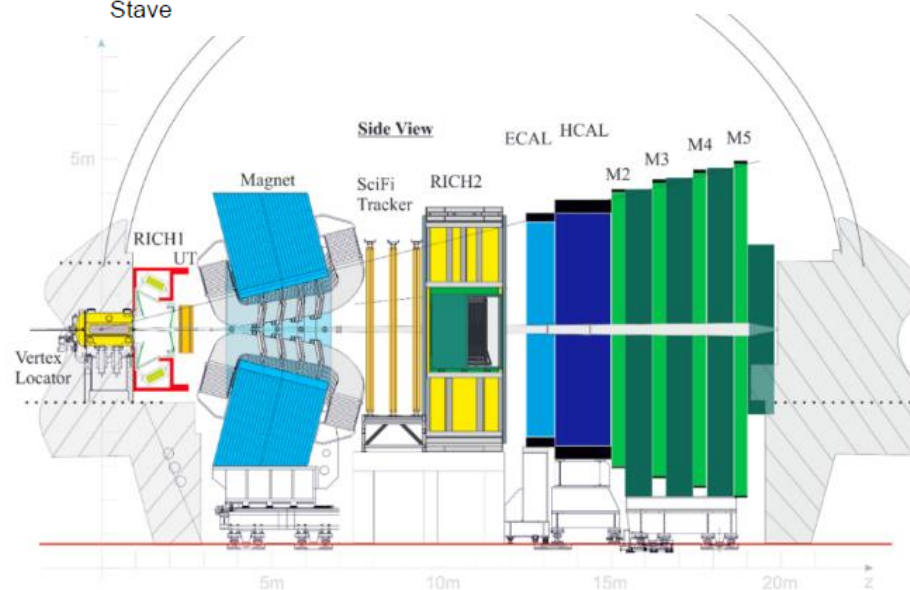 Stave
Side View
5m
ECAL
HCAL
M2
M3
M4
M5
Magnet
SciFi
Tracker
RICH2
RICH1
UT
Vertex
Locator
5m
10m
15m
20m
z